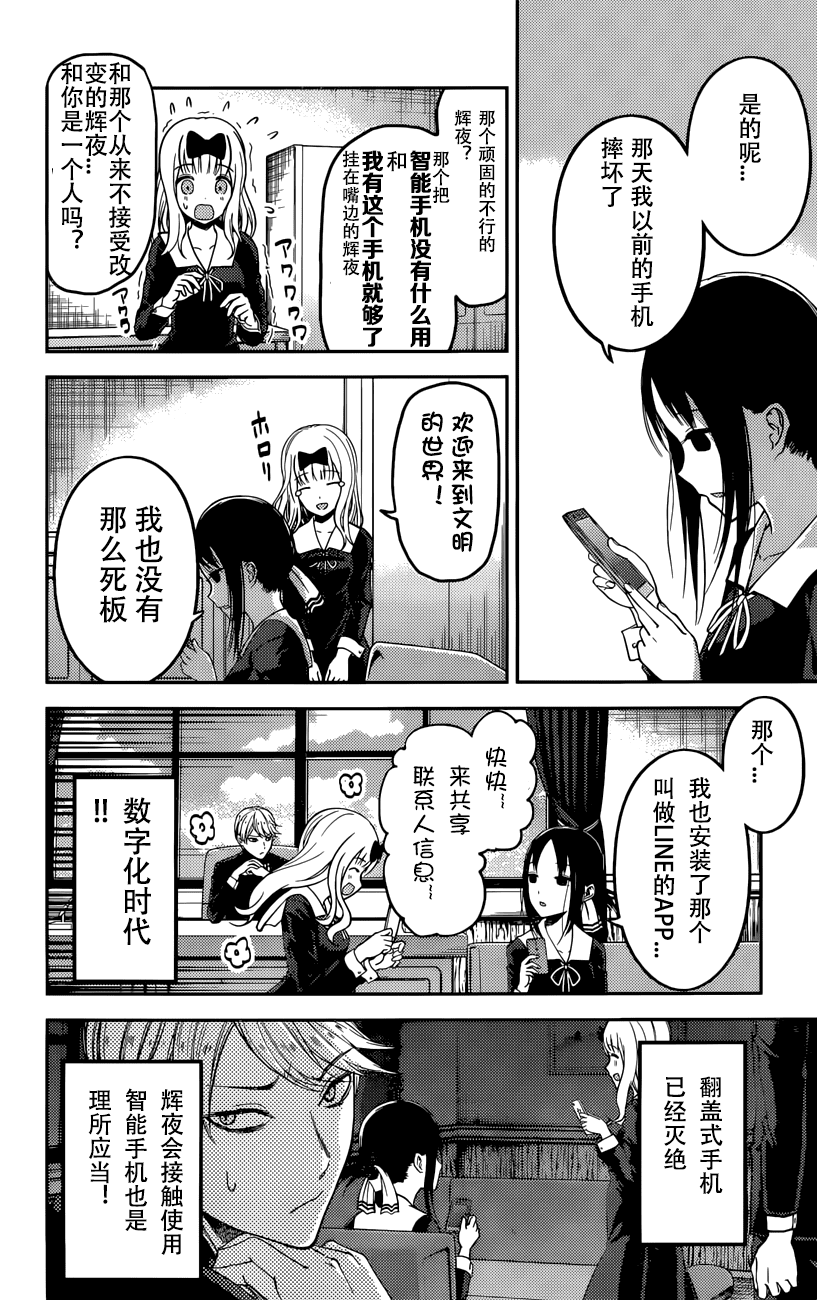 是的呢…
那天我以前的手机
摔坏了
那个顽固的不行的
辉夜？
那个把
智能手机没有什么用
和
我有这个手机就够了
挂在嘴边的辉夜
和那个从来不接受改
变的辉夜…
和你是一个人吗？
アワワワワ
欢迎来到文明
的世界！
ホロリ
我也没有
那么死板
那个…
我也安装了那个
叫做LINE的APP…
快快~
来共享
联系人信息~
数字化时代
!!
翻盖式手机
已经灭绝
辉夜会接触使用
智能手机也是
理所应当！